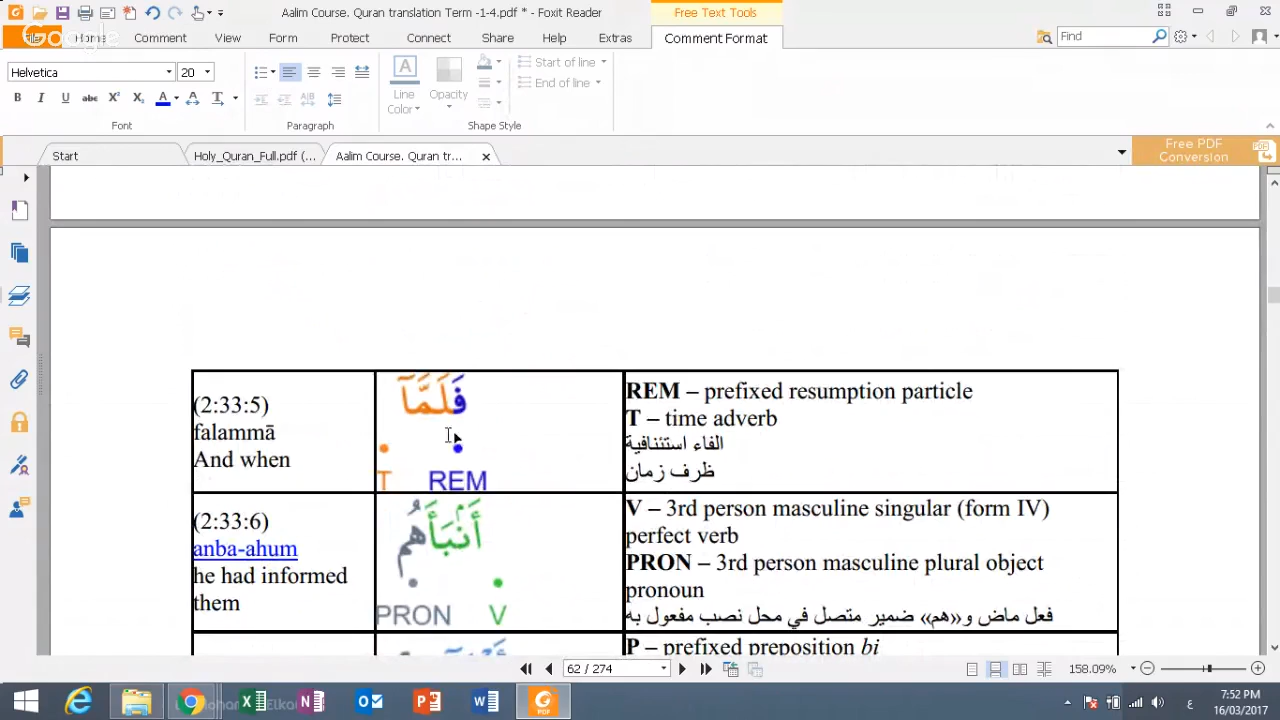 Aalim Course. Quran translation Term -1-4.pdf * - Foxit Reader
Free Text Tools
Google
File Home Comment View Form Protect Connect Share Help Extras Comment Format
Find
Helvetica 20
Start of line
End of line
Line Color
Opacity
Font Paragraph Shape Style
Start
Holy_Quran_Full.pdf (...
Aalim Course. Quran tr...
Free PDF
Conversion
(2:33:5)
falammā
And when
فَلَمَّآ
T REM
REM – prefixed resumption particle
T – time adverb
الفاء استئنافية
ظرف زمان
(2:33:6)
anba-ahum
he had informed
them
أَنۢبَأَهُم
PRON V
V – 3rd person masculine singular (form IV)
perfect verb
PRON – 3rd person masculine plural object
pronoun
فعل ماض و«هم» ضمير متصل في محل نصب مفعول به
P – prefixed preposition bi
62 / 274
158.09%
7:52 PM
16/03/2017